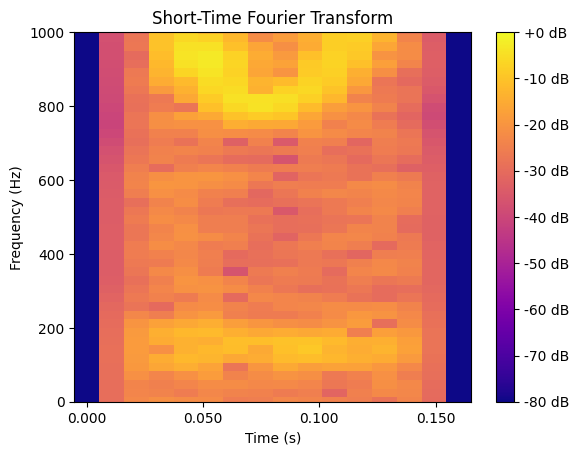 Short-Time Fourier Transform
1000
800
600
400
200
0
Frequency (Hz)
0.000
0.050
0.100
0.150
Time (s)
+0 dB
-10 dB
-20 dB
-30 dB
-40 dB
-50 dB
-60 dB
-70 dB
-80 dB